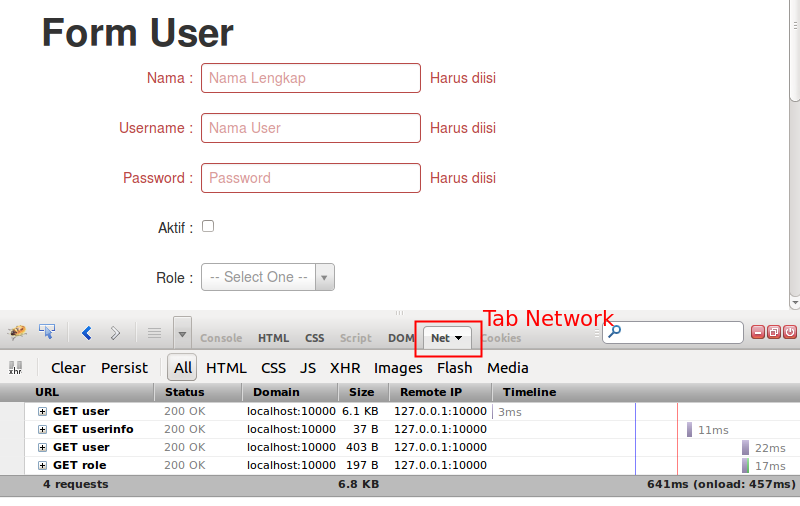 Form User
Nama : Nama Lengkap Harus diisi
Username : Nama User Harus diisi
Password : Password Harus diisi
Aktif :
Role : -- Select One --
Tab Network
Console HTML CSS Script DOM Net Cookies
xhr Clear Persist All HTML CSS JS XHR Images Flash Media
URL Status Domain Size Remote IP Timeline
GET user 200 OK localhost:10000 6.1 KB 127.0.0.1:10000 3ms
GET userinfo 200 OK localhost:10000 37 B 127.0.0.1:10000 11ms
GET user 200 OK localhost:10000 403 B 127.0.0.1:10000 22ms
GET role 200 OK localhost:10000 197 B 127.0.0.1:10000 17ms
4 requests 6.8 KB 641ms (onload: 457ms)